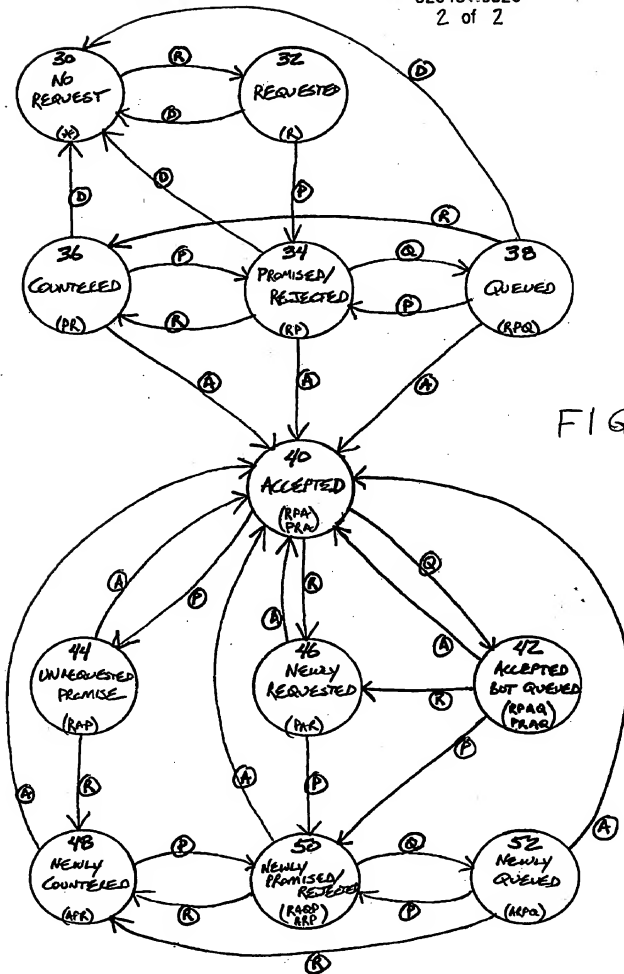 2 of 2
30
NO
REQUEST
(*)
R
32
REQUESTED
(R)
D
B
D
D
P
R
36
COUNTERED
(PR)
P
R
34
PROMISED/
REJECTED
(RP)
Q
P
38
QUEUED
(RPQ)
A
A
A
FIG
40
ACCEPTED
(RPA
PRA)
A
P
A
R
Q
A
44
UNREQUESTED
PROMISE
(RAP)
46
NEWLY
REQUESTED
(PAR)
R
42
ACCEPTED
BUT QUEUED
(RPAQ)
PRAQ
R
P
P
A
A
A
48
NEWLY
COUNTERED
(APR)
P
R
50
NEWLY
PROMISED/
REJECTED
(RAQP
ARP)
Q
P
52
NEWLY
QUEUED
(ARPQ)
R